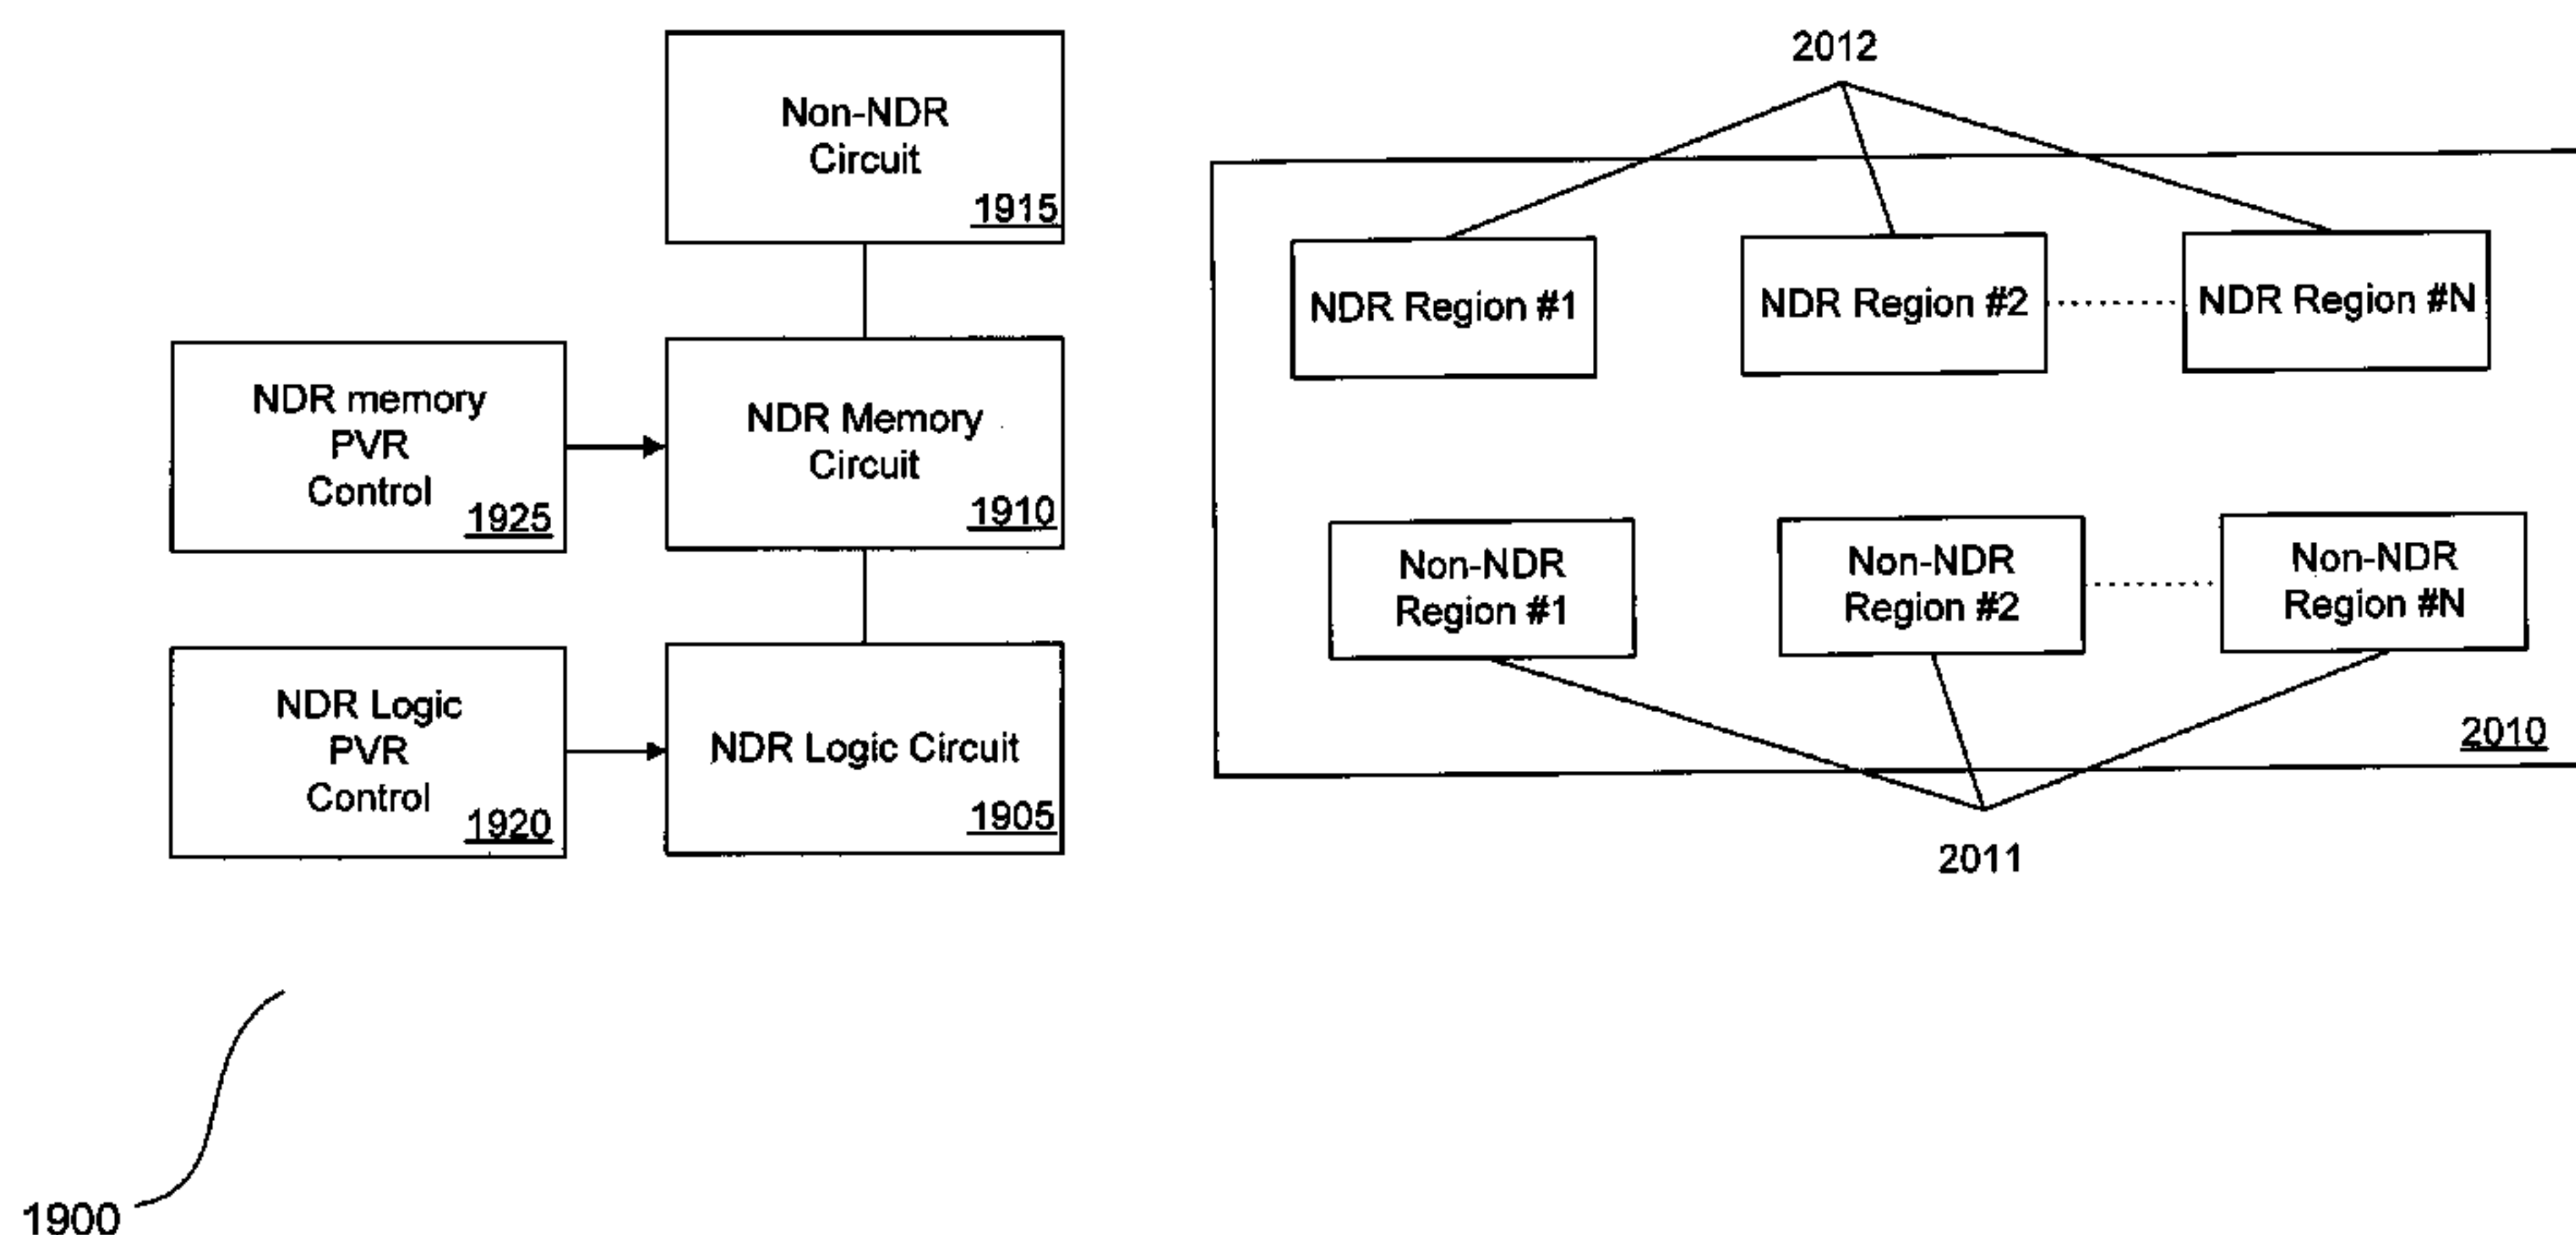 Non-NDR
Circuit
1915
NDR memory
PVR
Control
1925
NDR Memory
Circuit
1910
NDR Logic
PVR
Control
1920
NDR Logic Circuit
1905
1900
2012
NDR Region #1
NDR Region #2
NDR Region #N
Non-NDR
Region #1
Non-NDR
Region #2
Non-NDR
Region #N
2010
2011